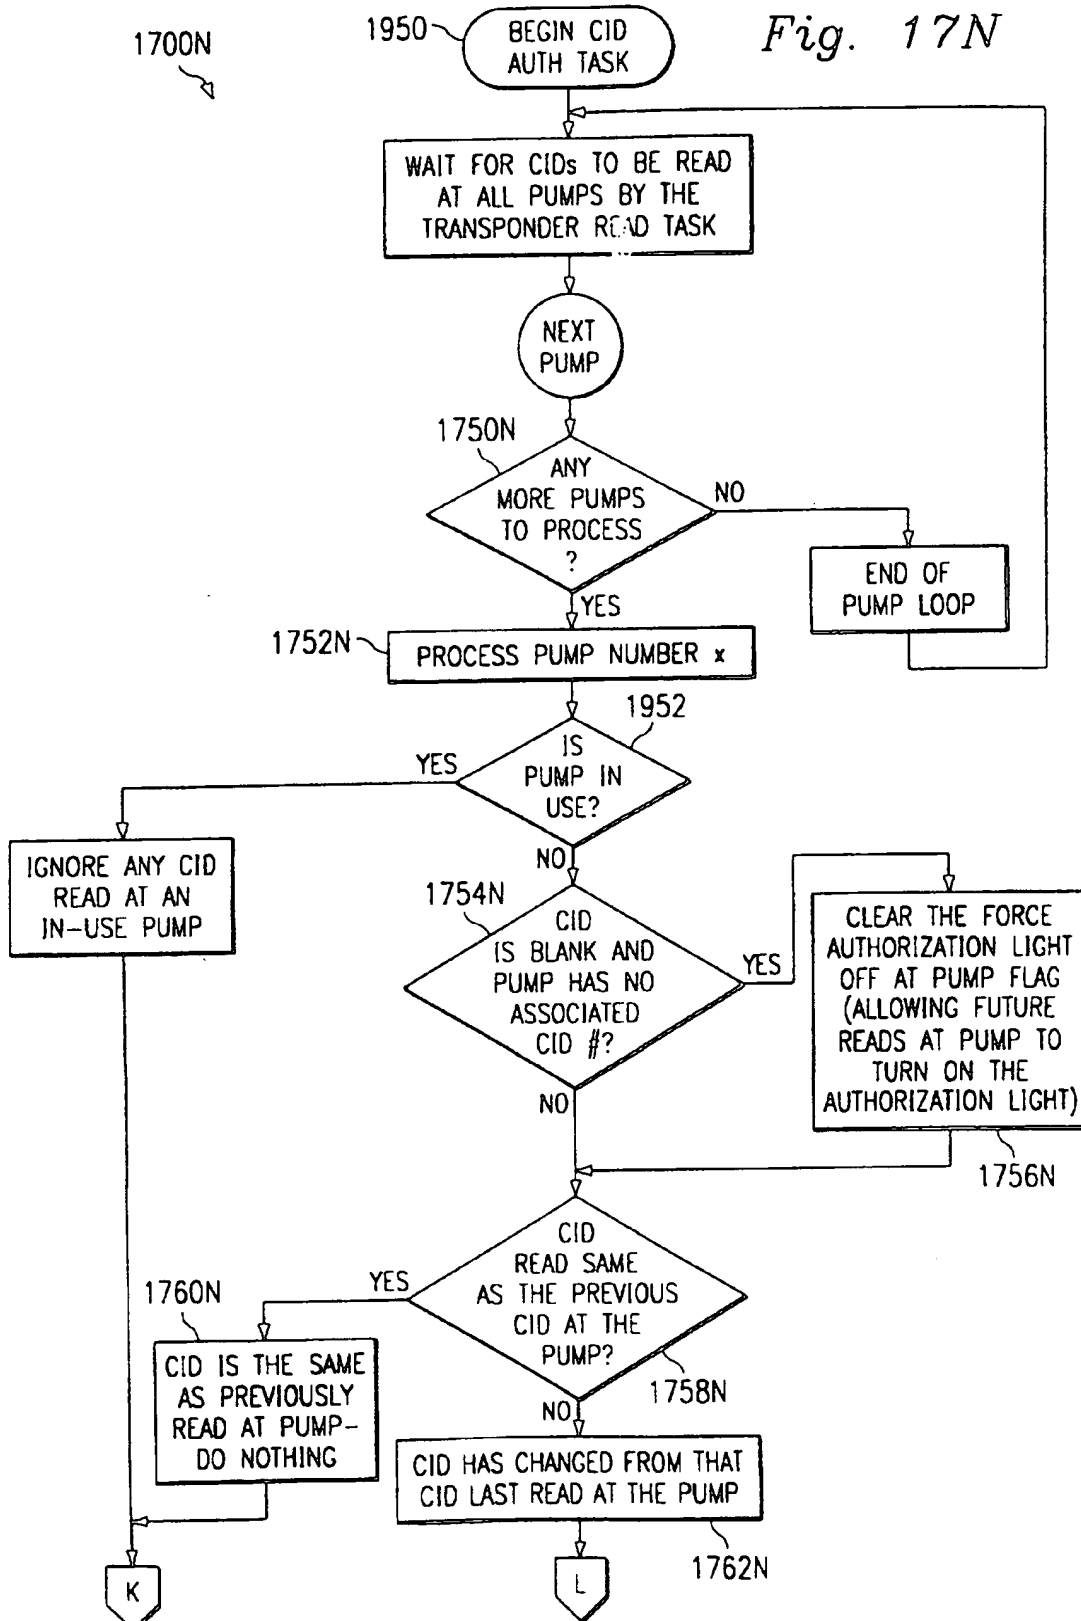 1700N
1950
BEGIN CID
AUTH TASK
Fig. 17N
WAIT FOR CIDs TO BE READ
AT ALL PUMPS BY THE
TRANSPONDER READ TASK
NEXT
PUMP
1750N
ANY
MORE PUMPS
TO PROCESS
?
NO
YES
END OF
PUMP LOOP
1752N
PROCESS PUMP NUMBER x
1952
IS
PUMP IN
USE?
YES
NO
IGNORE ANY CID
READ AT AN
IN-USE PUMP
1754N
CID
IS BLANK AND
PUMP HAS NO
ASSOCIATED
CID #?
YES
NO
CLEAR THE FORCE
AUTHORIZATION LIGHT
OFF AT PUMP FLAG
(ALLOWING FUTURE
READS AT PUMP TO
TURN ON THE
AUTHORIZATION LIGHT)
1756N
CID
READ SAME
AS THE PREVIOUS
CID AT THE
PUMP?
YES
1758N
NO
1760N
CID IS THE SAME
AS PREVIOUSLY
READ AT PUMP-
DO NOTHING
CID HAS CHANGED FROM THAT
CID LAST READ AT THE PUMP
1762N
K
L